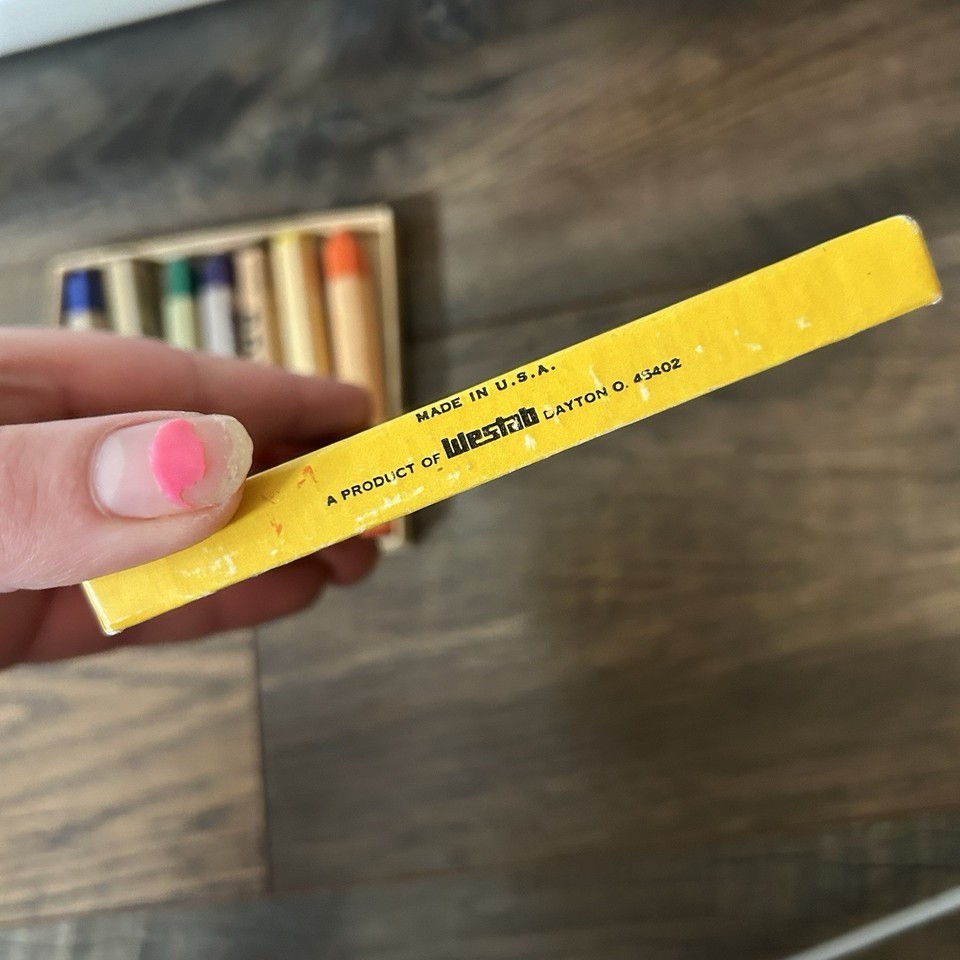 MADE IN U.S.A.
A PRODUCT OF Westab DAYTON O. 45402